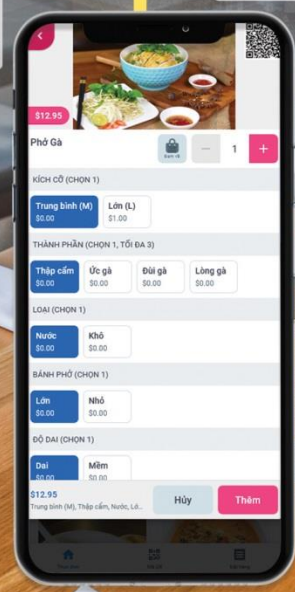 $12.95
Phở Gà
1
KÍCH CỠ (CHỌN 1)
Trung bình (M)
$0.00
Lớn (L)
$1.00
THÀNH PHẦN (CHỌN 1, TỐI ĐA 3)
Thập cẩm
$0.00
Ức gà
$0.00
Đùi gà
$0.00
Lòng gà
$0.00
LOẠI (CHỌN 1)
Nước
$0.00
Khô
$0.00
BÁNH PHỞ (CHỌN 1)
Lớn
$0.00
Nhỏ
$0.00
ĐỘ DAI (CHỌN 1)
Dai
$0.00
Mềm
$0.00
$12.95
Trung bình (M), Thập cẩm, Nước, Lớ..
Hủy
Thêm